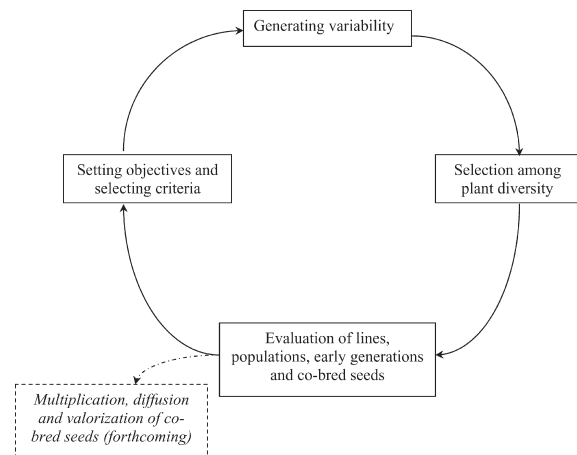 Generating variability
Setting objectives and
selecting criteria
Selection among
plant diversity
Evaluation of lines,
populations, early generations
and co-bred seeds
Multiplication, diffusion
and valorization of co-
bred seeds (forthcoming)